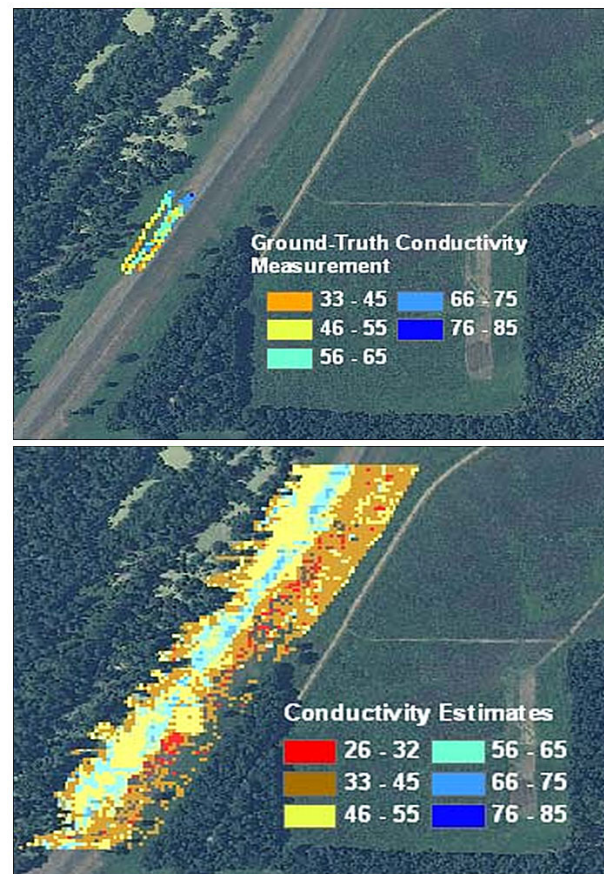 Ground-Truth Conductivity
Measurement
33 - 45 66 - 75
46 - 55 76 - 85
56 - 65
Conductivity Estimates
26 - 32 56 - 65
33 - 45 66 - 75
46 - 55 76 - 85